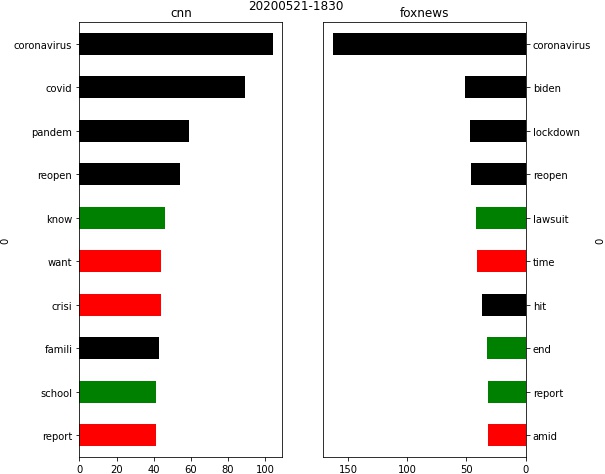 20200521-1830
cnn
foxnews
coronavirus
covid
pandem
reopen
know
want
crisi
famili
school
report
0
0 20 40 60 80 100
coronavirus
biden
lockdown
reopen
lawsuit
time
hit
end
report
amid
0
150 100 50 0